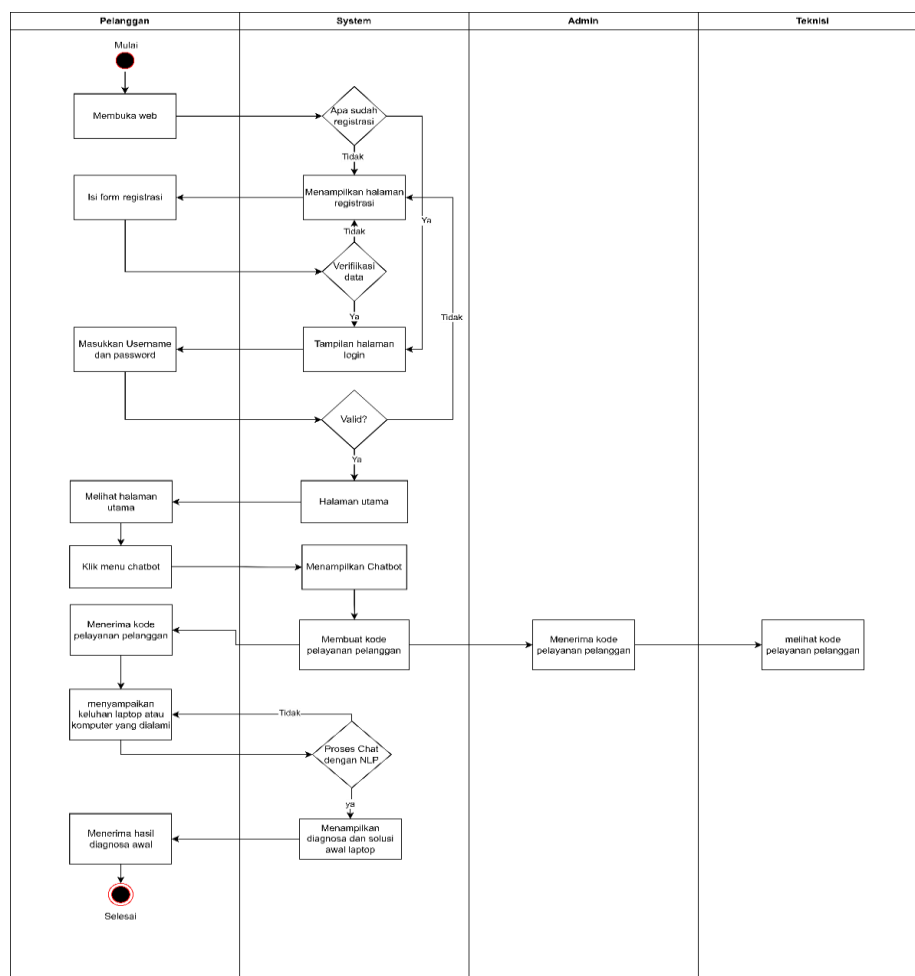 Pelanggan
System
Admin
Teknisi
Mulai
Membuka web
Apa sudah
registrasi
Tidak
Isi form registrasi
Menampilkan halaman
registrasi
Ya
Tidak
Verifiikasi
data
Ya
Tidak
Masukkan Username
dan password
Tampilan halaman
login
Valid?
Ya
Melihat halaman
utama
Halaman utama
Klik menu chatbot
Menampilkan Chatbot
Menerima kode
pelayanan pelanggan
Membuat kode
pelayanan pelanggan
Menerima kode
pelayanan pelanggan
melihat kode
pelayanan pelanggan
menyampaikan
keluhan laptop atau
komputer yang dialami
Tidak
Proses Chat
dengan NLP
ya
Menerima hasil
diagnosa awal
Menampilkan
diagnosa dan solusi
awal laptop
Selesai